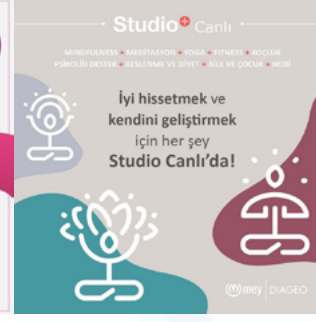 Studio+ Canlı
MINDFULNESS + MEDİTASYON + YOGA + FITNESS + KOÇLUK
PSİKOLOJİK DESTEK + BESLENME VE DİYET + AİLE VE ÇOCUK + HOBİ
İyi hissetmek ve
kendini geliştirmek
için her şey
Studio Canlı'da!
mey | DIAGEO